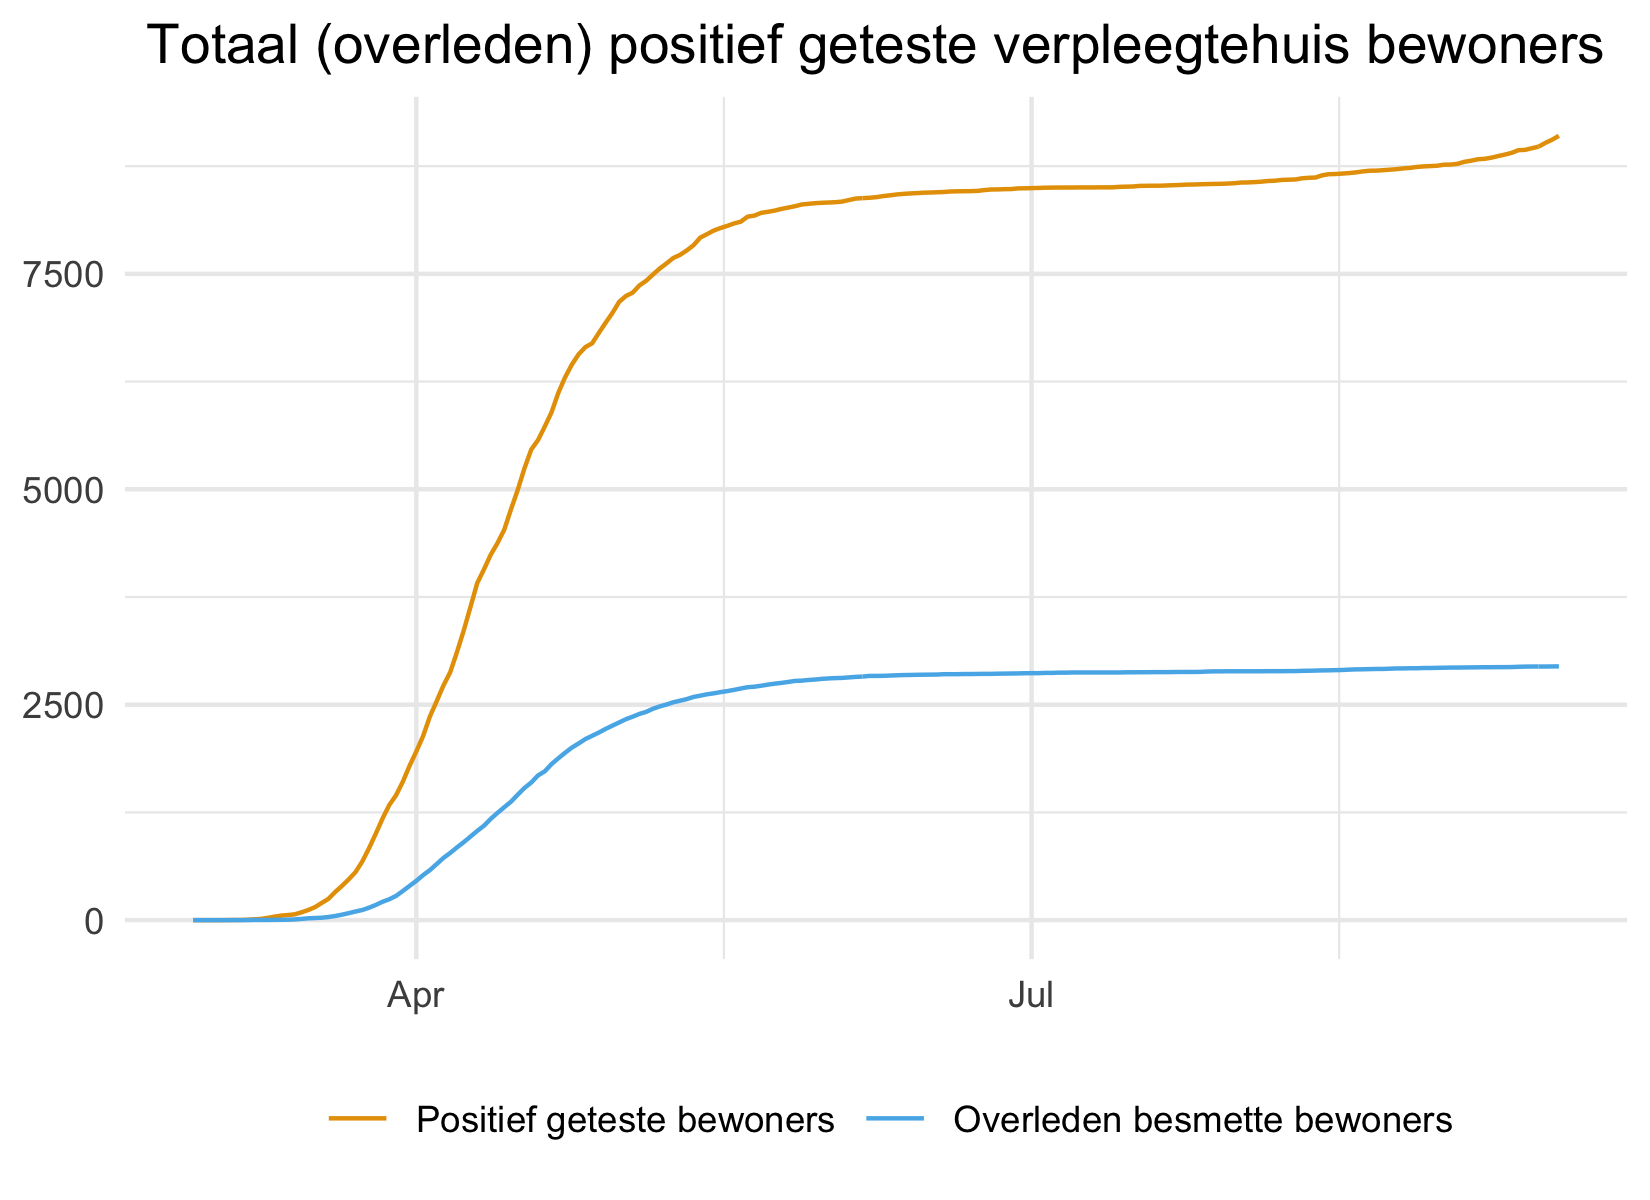 Totaal (overleden) positief geteste verpleegtehuis bewoners
7500
5000
2500
0
Apr Jul
Positief geteste bewoners Overleden besmette bewoners